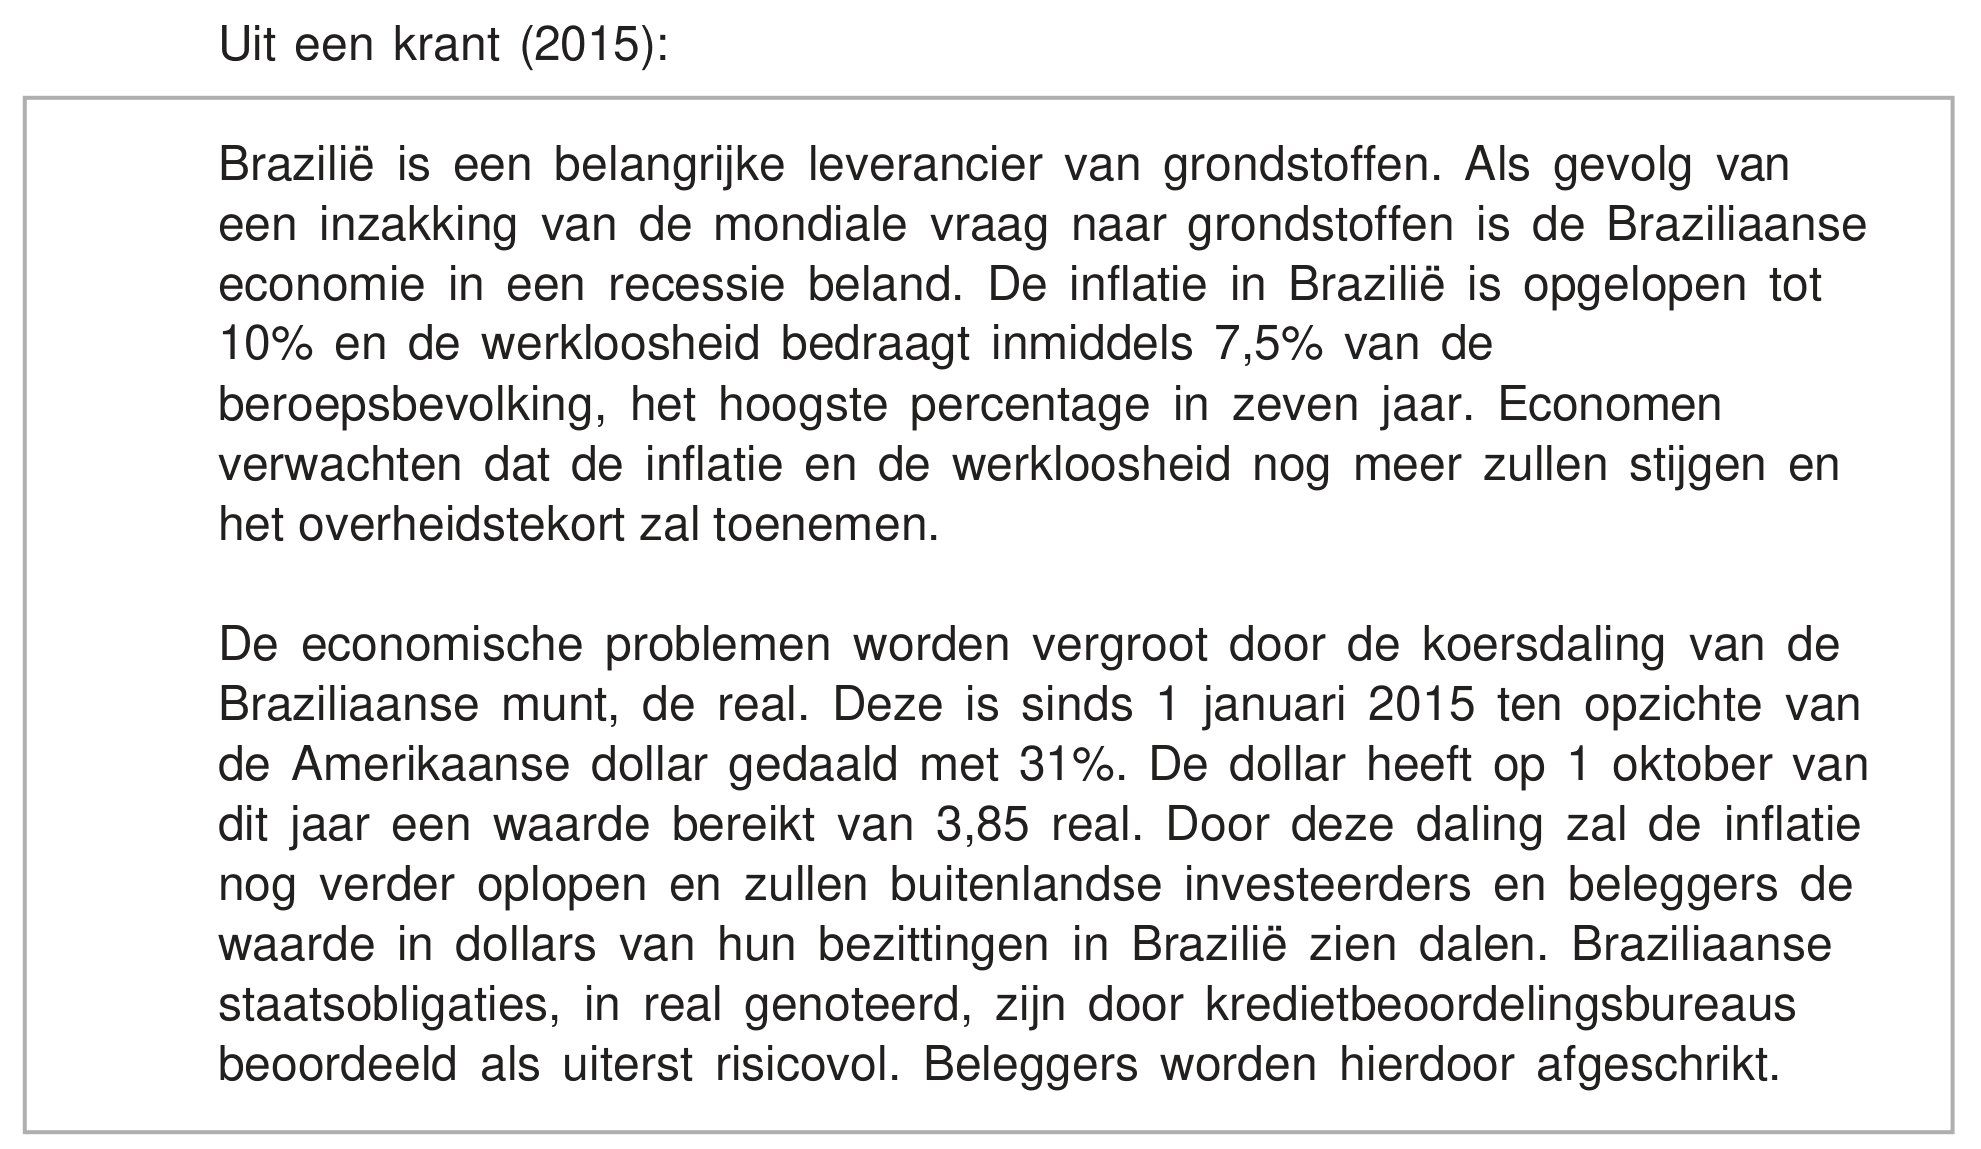 Uit een krant (2015):
Brazilië is een belangrijke leverancier van grondstoffen. Als gevolg van
een inzakking van de mondiale vraag naar grondstoffen is de Braziliaanse
economie in een recessie beland. De inflatie in Brazilië is opgelopen tot
10% en de werkloosheid bedraagt inmiddels 7,5% van de
beroepsbevolking, het hoogste percentage in zeven jaar. Economen
verwachten dat de inflatie en de werkloosheid nog meer zullen stijgen en
het overheidstekort zal toenemen.
De economische problemen worden vergroot door de koersdaling van de
Braziliaanse munt, de real. Deze is sinds 1 januari 2015 ten opzichte van
de Amerikaanse dollar gedaald met 31%. De dollar heeft op 1 oktober van
dit jaar een waarde bereikt van 3,85 real. Door deze daling zal de inflatie
nog verder oplopen en zullen buitenlandse investeerders en beleggers de
waarde in dollars van hun bezittingen in Brazilië zien dalen. Braziliaanse
staatsobligaties, in real genoteerd, zijn door kredietbeoordelingsbureaus
beoordeeld als uiterst risicovol. Beleggers worden hierdoor afgeschrikt.